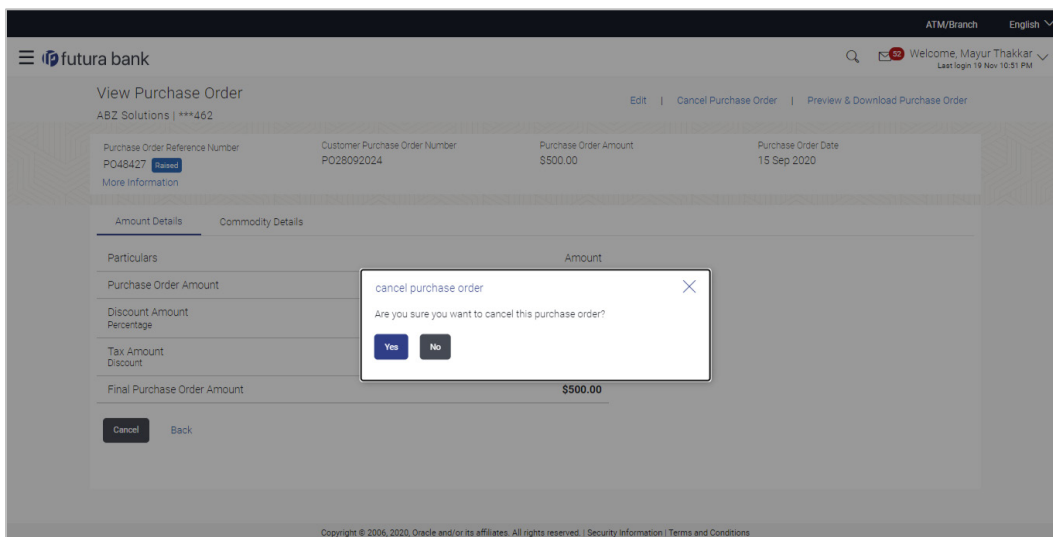 ATM/Branch English
futura bank
52 Welcome, Mayur Thakkar
Last login 19 Nov 10:51 PM
View Purchase Order
ABZ Solutions | ***462
Edit | Cancel Purchase Order | Preview & Download Purchase Order
Purchase Order Reference Number
PO48427 Raised
More Information
Customer Purchase Order Number
PO28092024
Purchase Order Amount
$500.00
Purchase Order Date
15 Sep 2020
Amount Details Commodity Details
Particulars Amount
Purchase Order Amount
Discount Amount
Percentage
Tax Amount
Discount
Final Purchase Order Amount $500.00
cancel purchase order
Are you sure you want to cancel this purchase order?
Yes No
Cancel Back
Copyright © 2006, 2020, Oracle and/or its affiliates. All rights reserved. | Security Information | Terms and Conditions